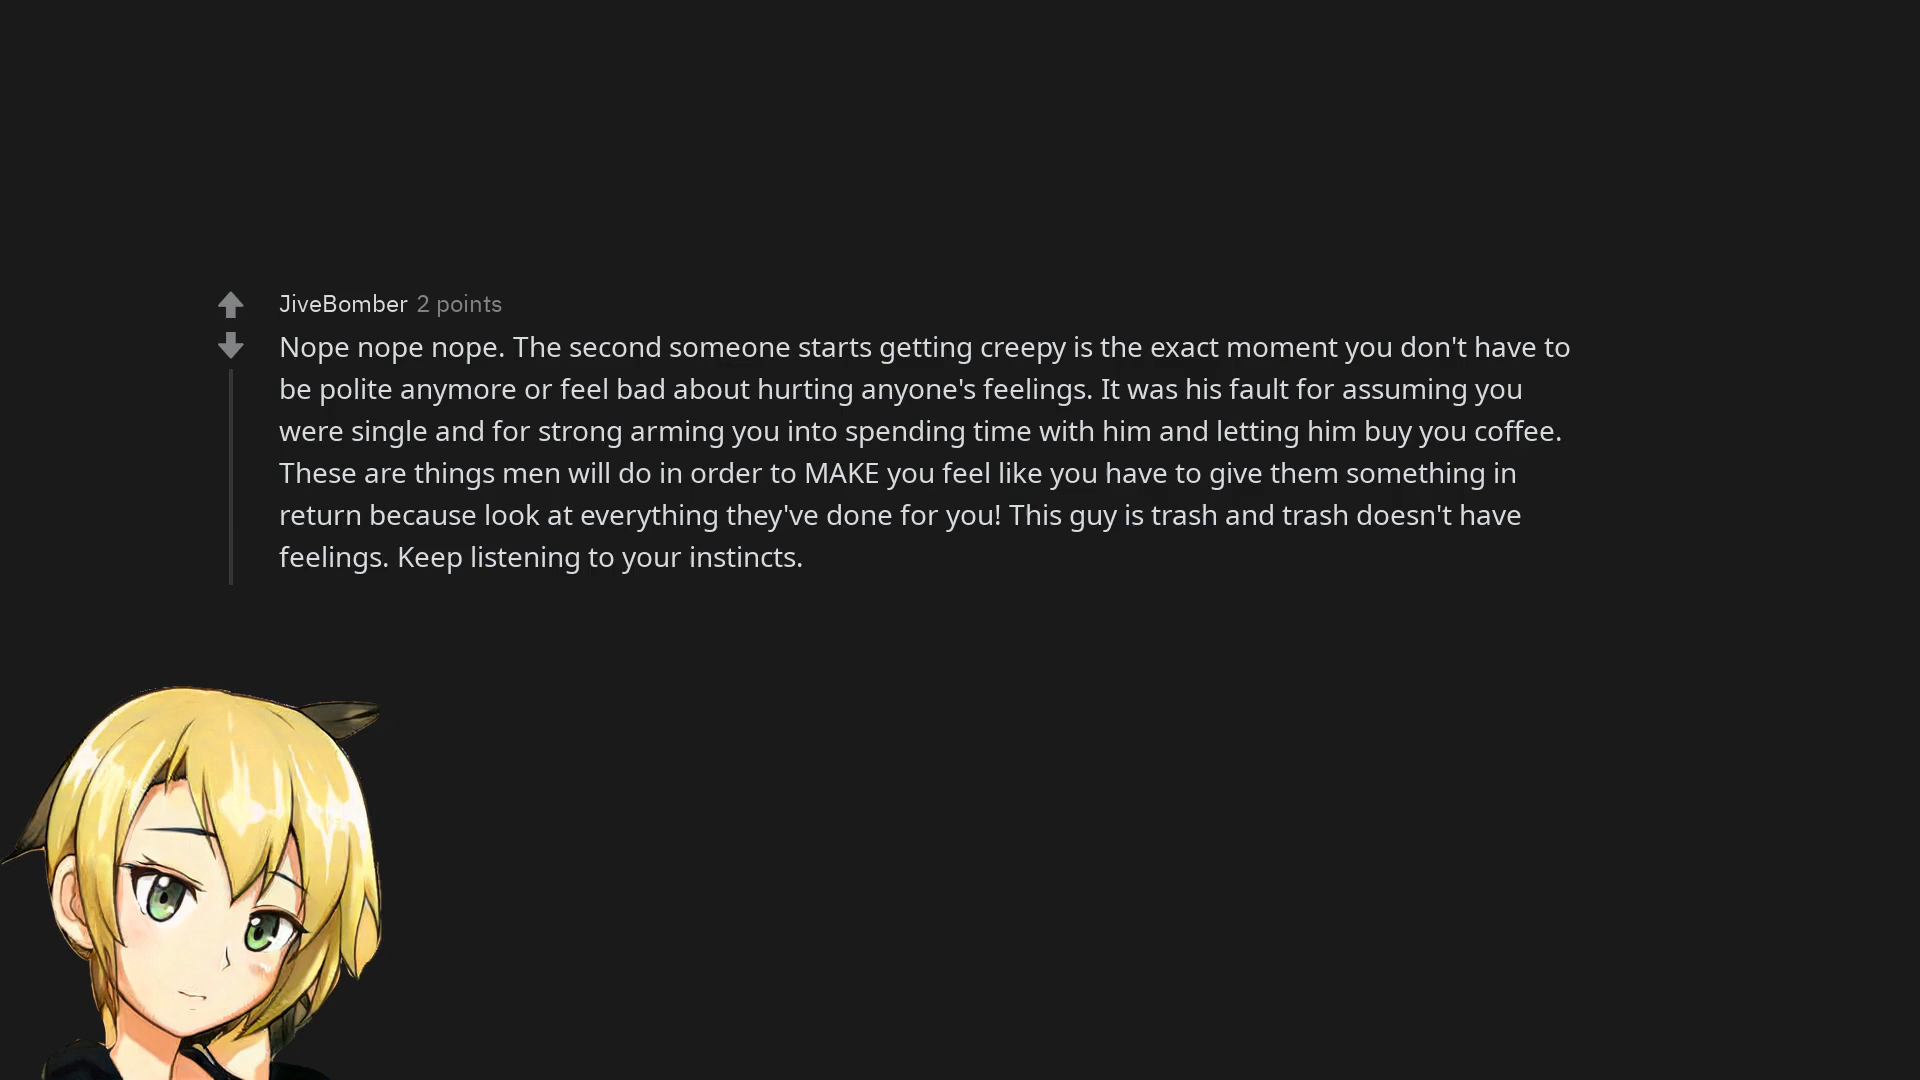 JiveBomber 2 points
Nope nope nope. The second someone starts getting creepy is the exact moment you don't have to
be polite anymore or feel bad about hurting anyone's feelings. It was his fault for assuming you
were single and for strong arming you into spending time with him and letting him buy you coffee.
These are things men will do in order to MAKE you feel like you have to give them something in
return because look at everything they've done for you! This guy is trash and trash doesn't have
feelings. Keep listening to your instincts.